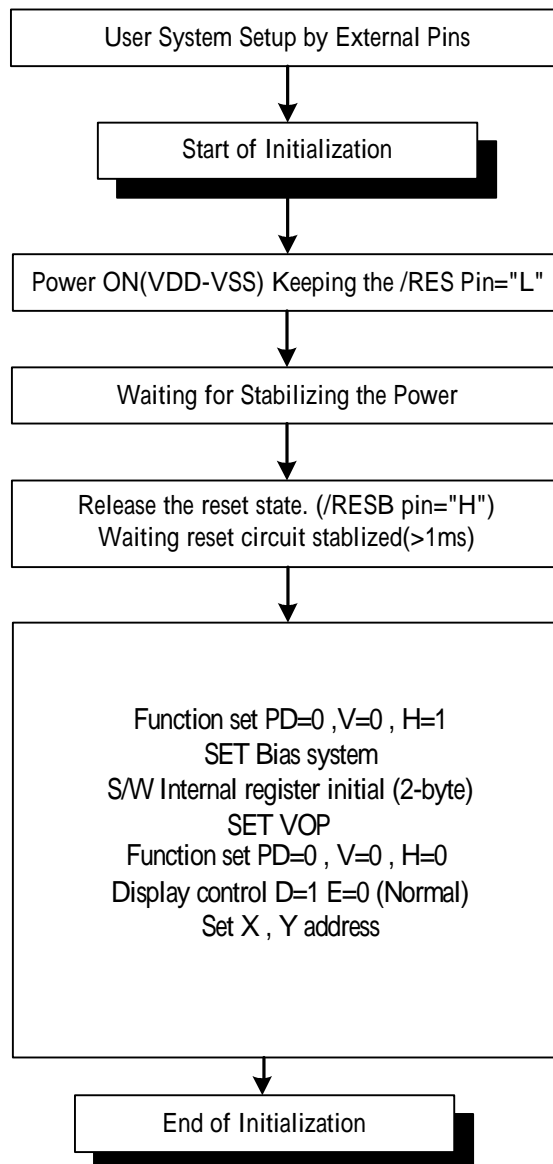 User System Setup by External Pins
Start of Initialization
Power ON(VDD-VSS) Keeping the /RES Pin="L"
Waiting for Stabilizing the Power
Release the reset state. (/RESB pin="H")
Waiting reset circuit stablized(>1ms)
Function set PD=0 ,V=0 , H=1
SET Bias system
S/W Internal register initial (2-byte)
SET VOP
Function set PD=0 , V=0 , H=0
Display control D=1 E=0 (Normal)
Set X , Y address
End of Initialization